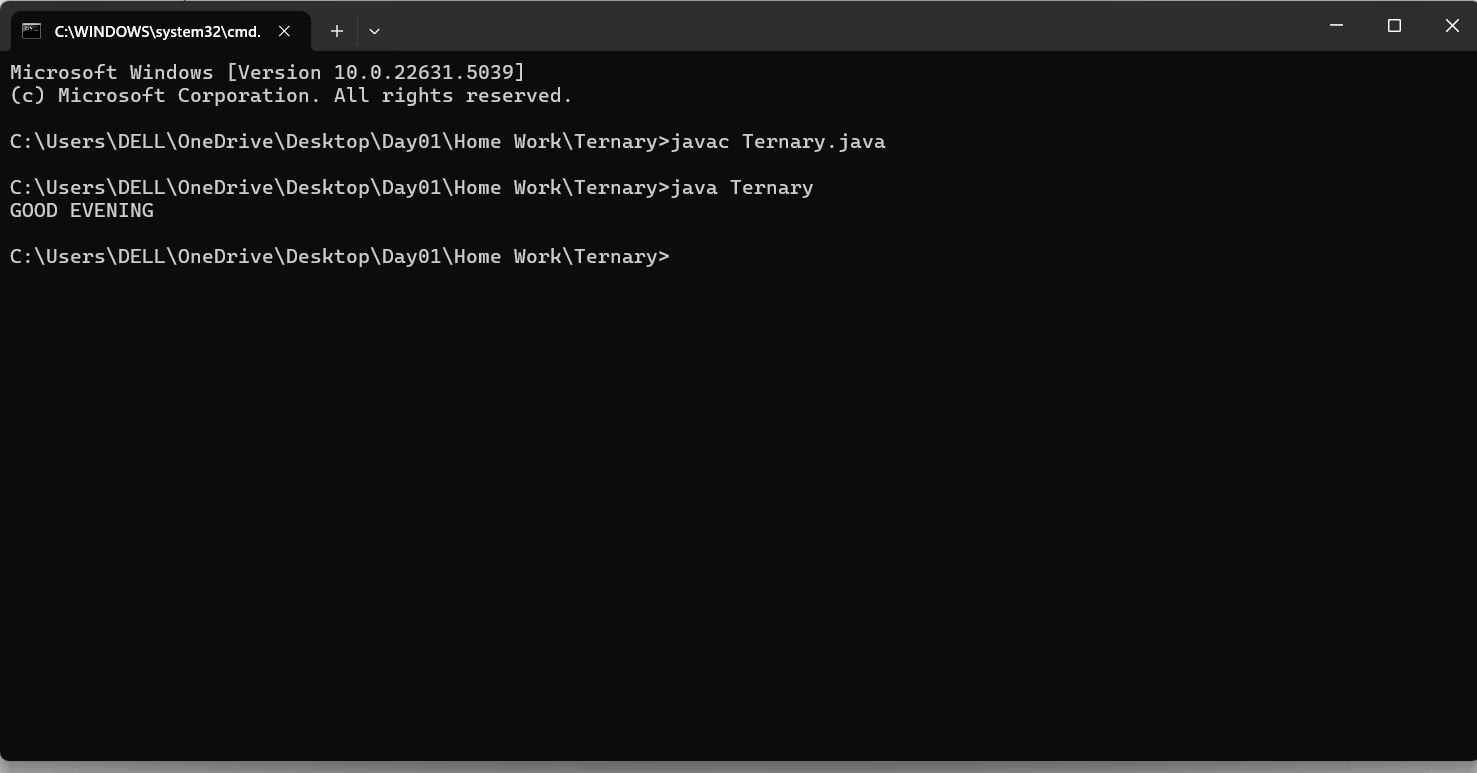 C:\WINDOWS\system32\cmd.
Microsoft Windows [Version 10.0.22631.5039]
(c) Microsoft Corporation. All rights reserved.
C:\Users\DELL\OneDrive\Desktop\Day01\Home Work\Ternary>javac Ternary.java
C:\Users\DELL\OneDrive\Desktop\Day01\Home Work\Ternary>java Ternary
GOOD EVENING
C:\Users\DELL\OneDrive\Desktop\Day01\Home Work\Ternary>